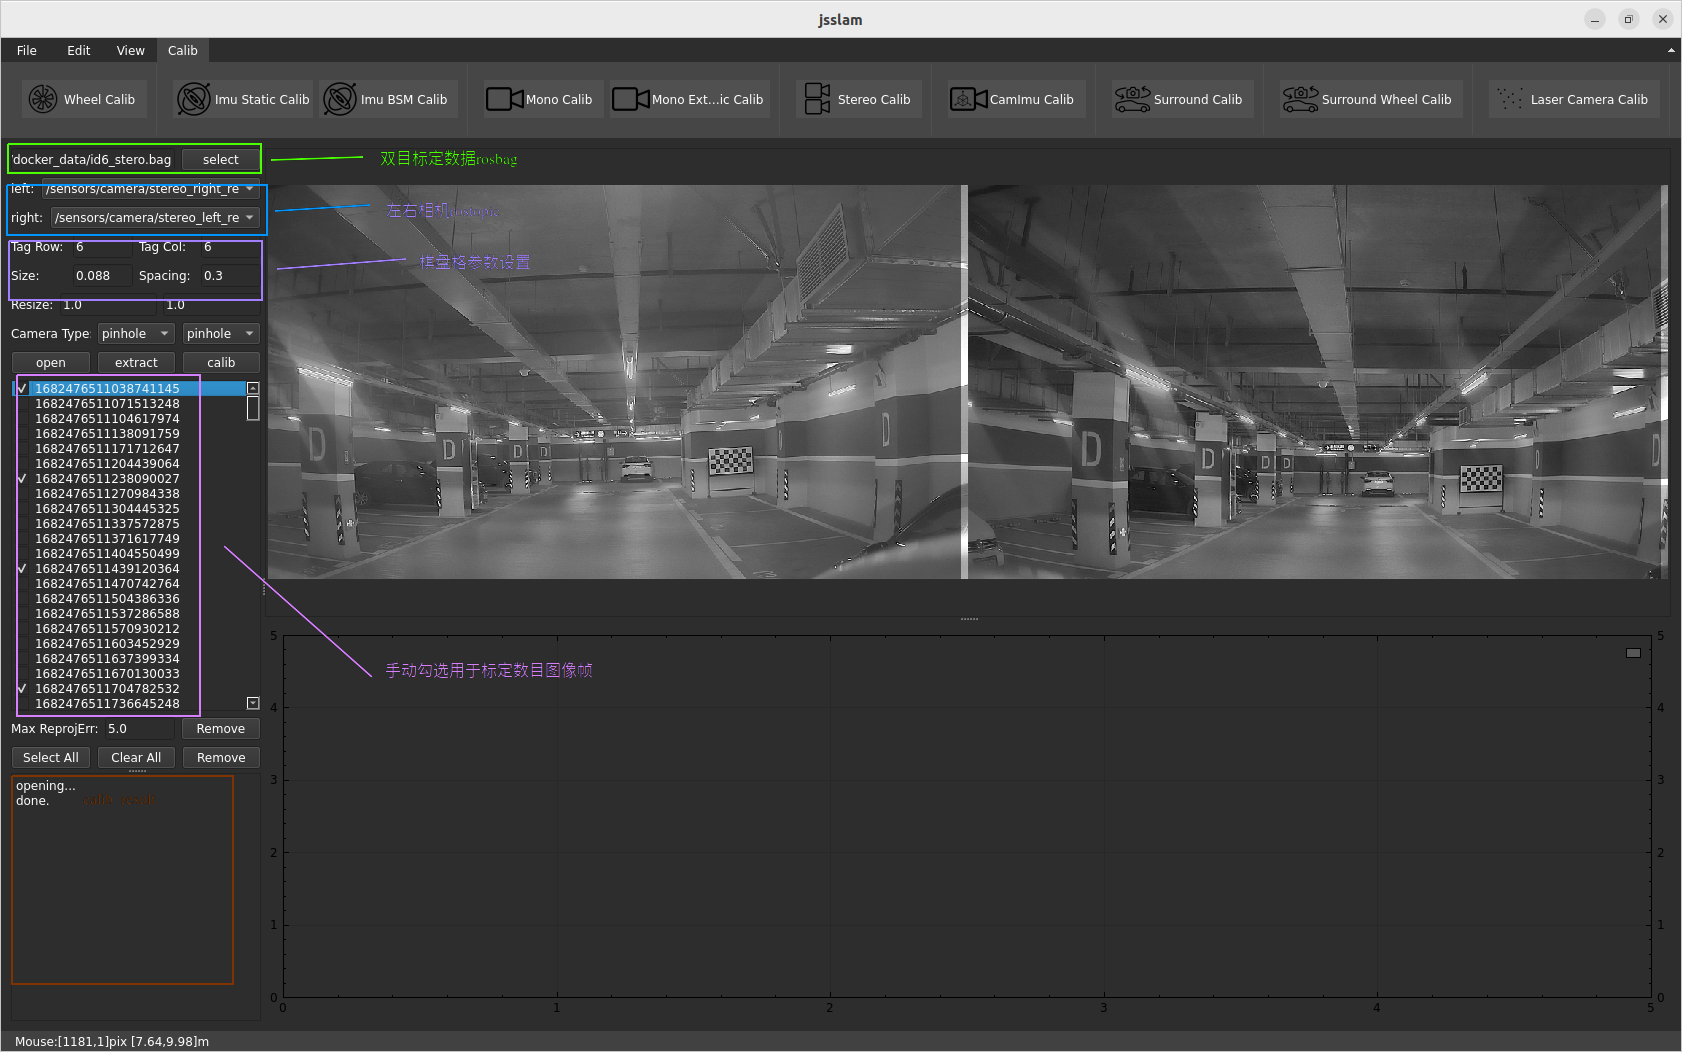 jsslam
File Edit View Calib
Wheel Calib Imu Static Calib Imu BSM Calib Mono Calib Mono Ext...ic Calib Stereo Calib CamImu Calib Surround Calib Surround Wheel Calib Laser Camera Calib
'docker_data/id6_stero.bag select 双目标定数据rosbag
left: /sensors/camera/stereo_right_re
right: /sensors/camera/stereo_left_re 左右相机rostopic
Tag Row: 6 Tag Col: 6
Size: 0.088 Spacing: 0.3 棋盘格参数设置
Resize: 1.0 1.0
Camera Type: pinhole pinhole
open extract calib
1682476511038741145
1682476511071513248
1682476511104617974
1682476511138091759
1682476511171712647
1682476511204439064
1682476511238090027
1682476511270984338
1682476511304445325
1682476511337572875
1682476511371617749
1682476511404550499
1682476511439120364
1682476511470742764
1682476511504386336
1682476511537286588
1682476511570930212
1682476511603452929
1682476511637399334
1682476511670130033
1682476511704782532
1682476511736645248
手动勾选用于标定数目图像帧
D D D D D
D D D D D
Max ReprojErr: 5.0 Remove
Select All Clear All Remove
opening...
done.
5 5
4 4
3 3
2 2
1 1
0 0
0 1 2 3 4 5
Mouse:[1181,1]pix [7.64,9.98]m